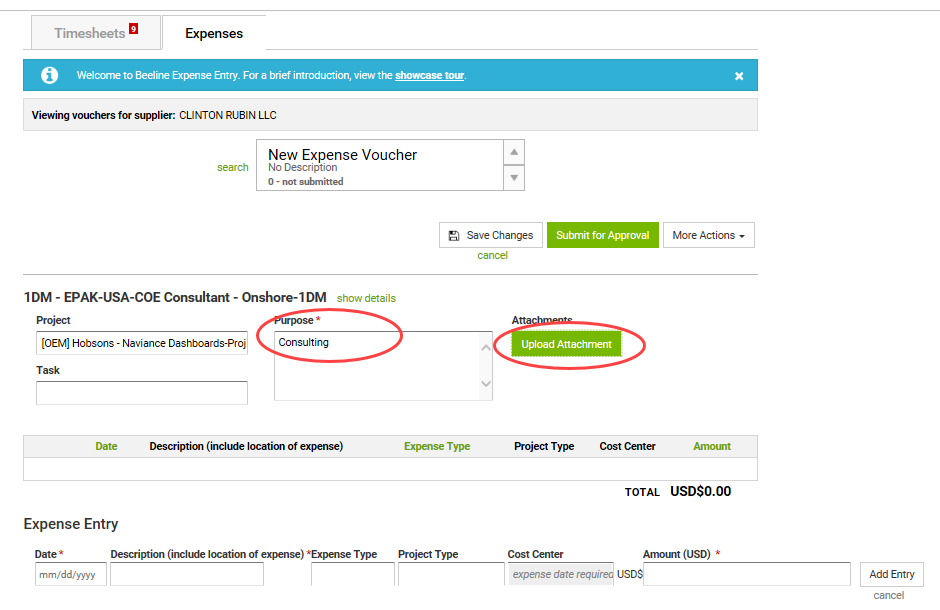 Timesheets 9 Expenses
Welcome to Beeline Expense Entry. For a brief introduction, view the showcase tour.
Viewing vouchers for supplier: CLINTON RUBIN LLC
search
New Expense Voucher
No Description
0 - not submitted
Save Changes Submit for Approval More Actions
cancel
1DM - EPAK-USA-COE Consultant - Onshore-1DM show details
Project Purpose * Attachments
[OEM] Hobsons - Naviance Dashboards-Proj Consulting Upload Attachment
Task
Date Description (include location of expense) Expense Type Project Type Cost Center Amount
TOTAL USD$0.00
Expense Entry
Date * Description (include location of expense) * Expense Type Project Type Cost Center Amount (USD) *
mm/dd/yyyy expense date required USD$ Add Entry
cancel